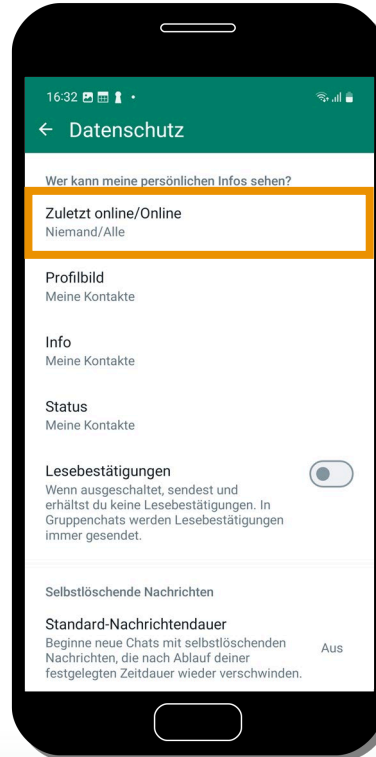 16:32
Datenschutz
Wer kann meine persönlichen Infos sehen?
Zuletzt online/Online
Niemand/Alle
Profilbild
Meine Kontakte
Info
Meine Kontakte
Status
Meine Kontakte
Lesebestätigungen
Wenn ausgeschaltet, sendest und
erhältst du keine Lesebestätigungen. In
Gruppenchats werden Lesebestätigungen
immer gesendet.
Selbstlöschende Nachrichten
Standard-Nachrichtendauer
Beginne neue Chats mit selbstlöschenden
Nachrichten, die nach Ablauf deiner
festgelegten Zeitdauer wieder verschwinden.
Aus